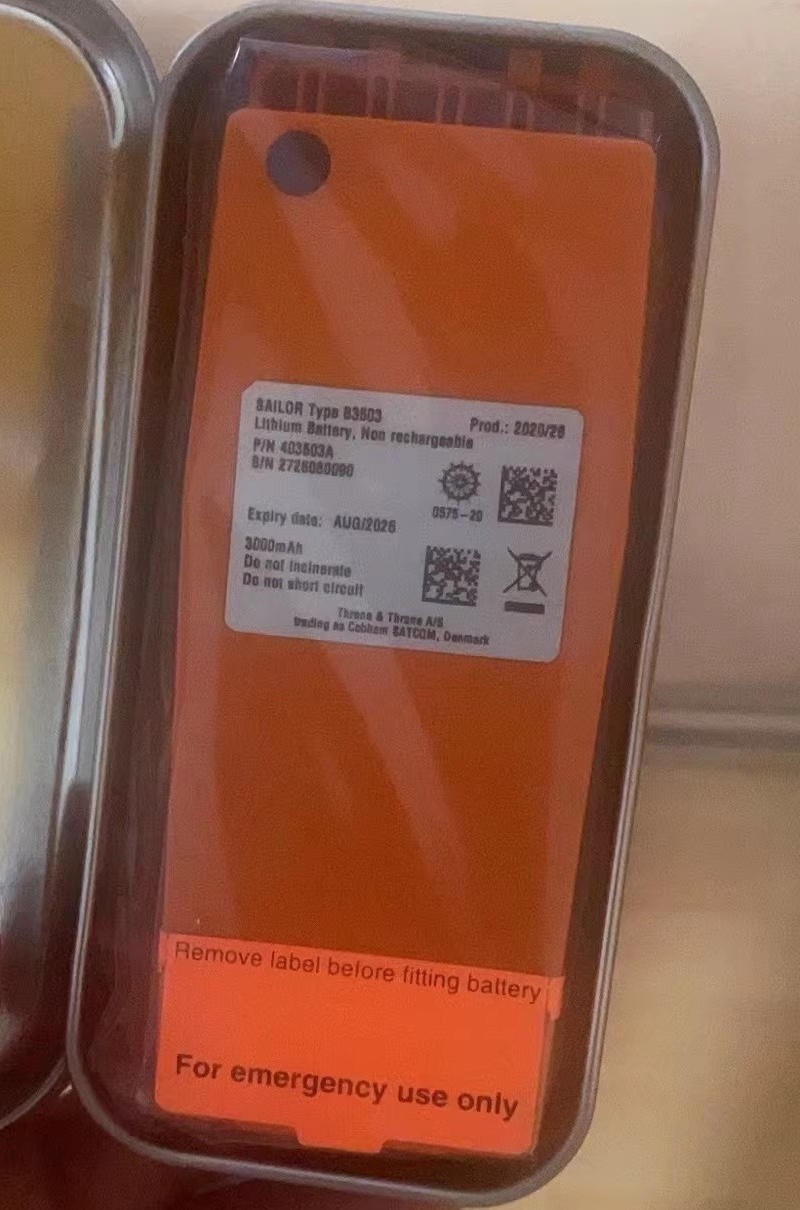 SAILOR Type B3503
Prod.: 2020/26
Lithium Battery, Non rechargeable
P/N 403503A
S/N 2726080090
0575-20
Expiry date: AUG/2026
3000mAh
Do not incinerate
Do not short circuit
Thrane & Thrane A/S
trading as Cobham SATCOM, Denmark
Remove label before fitting battery
For emergency use only